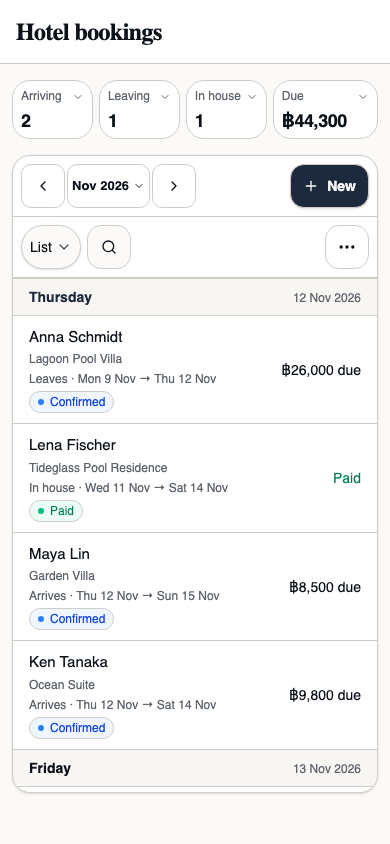 Hotel bookings
Arriving
2
Leaving
1
In house
1
Due
฿44,300
Nov 2026
+ New
List
Thursday 12 Nov 2026
Anna Schmidt
Lagoon Pool Villa
฿26,000 due
Leaves · Mon 9 Nov → Thu 12 Nov
Confirmed
Lena Fischer
Tideglass Pool Residence
Paid
In house · Wed 11 Nov → Sat 14 Nov
Paid
Maya Lin
Garden Villa
฿8,500 due
Arrives · Thu 12 Nov → Sun 15 Nov
Confirmed
Ken Tanaka
Ocean Suite
฿9,800 due
Arrives · Thu 12 Nov → Sat 14 Nov
Confirmed
Friday 13 Nov 2026